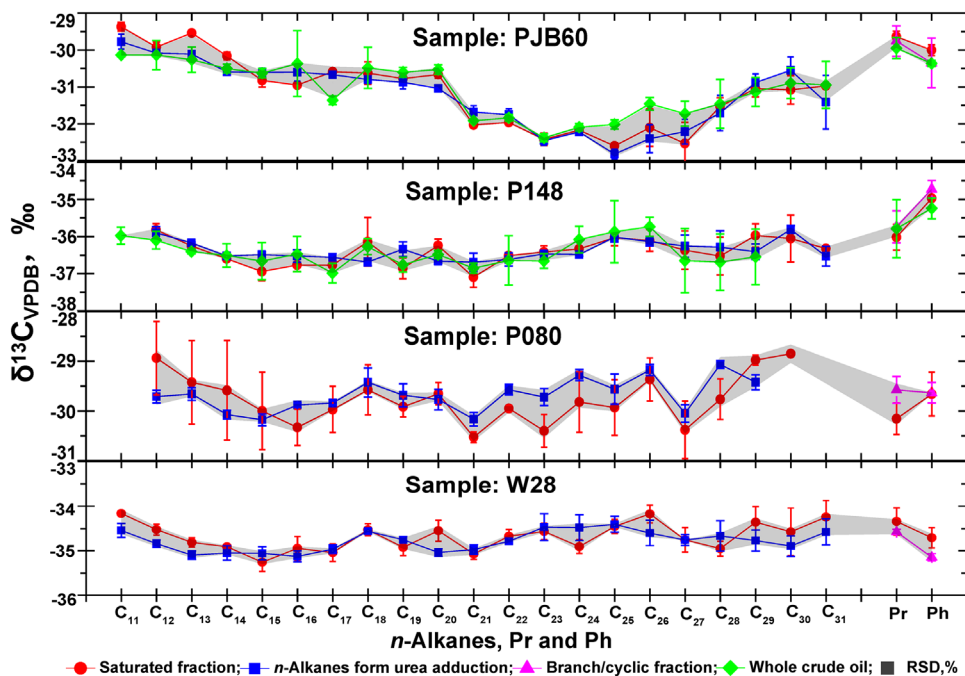 -29
-30
-31
-32
-33
Sample: PJB60
-34
-35
-36
-37
-38
Sample: P148
-28
-29
-30
-31
Sample: P080
-33
-34
-35
-36
Sample: W28
δ¹³C_VPDB, ‰
C₁₁ C₁₂ C₁₃ C₁₄ C₁₅ C₁₆ C₁₇ C₁₈ C₁₉ C₂₀ C₂₁ C₂₂ C₂₃ C₂₄ C₂₅ C₂₆ C₂₇ C₂₈ C₂₉ C₃₀ C₃₁ Pr Ph
n-Alkanes, Pr and Ph
Saturated fraction; n-Alkanes form urea adduction; Branch/cyclic fraction; Whole crude oil; RSD,%